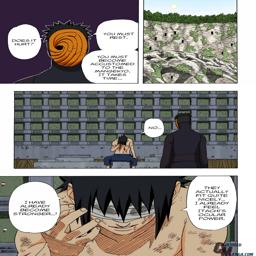 DOES IT
HURT?
YOU MUST
REST.
YOU MUST
BECOME
ACCUSTOMED
TO THE
MANGEKYO.
IT TAKES
TIME...
NO...
THEY
ACTUALLY
FIT QUITE
NICELY...
I ALREADY
FEEL
ITACHI'S
OCULAR
POWER.
I HAVE
ALREADY
BECOME
STRONGER...!